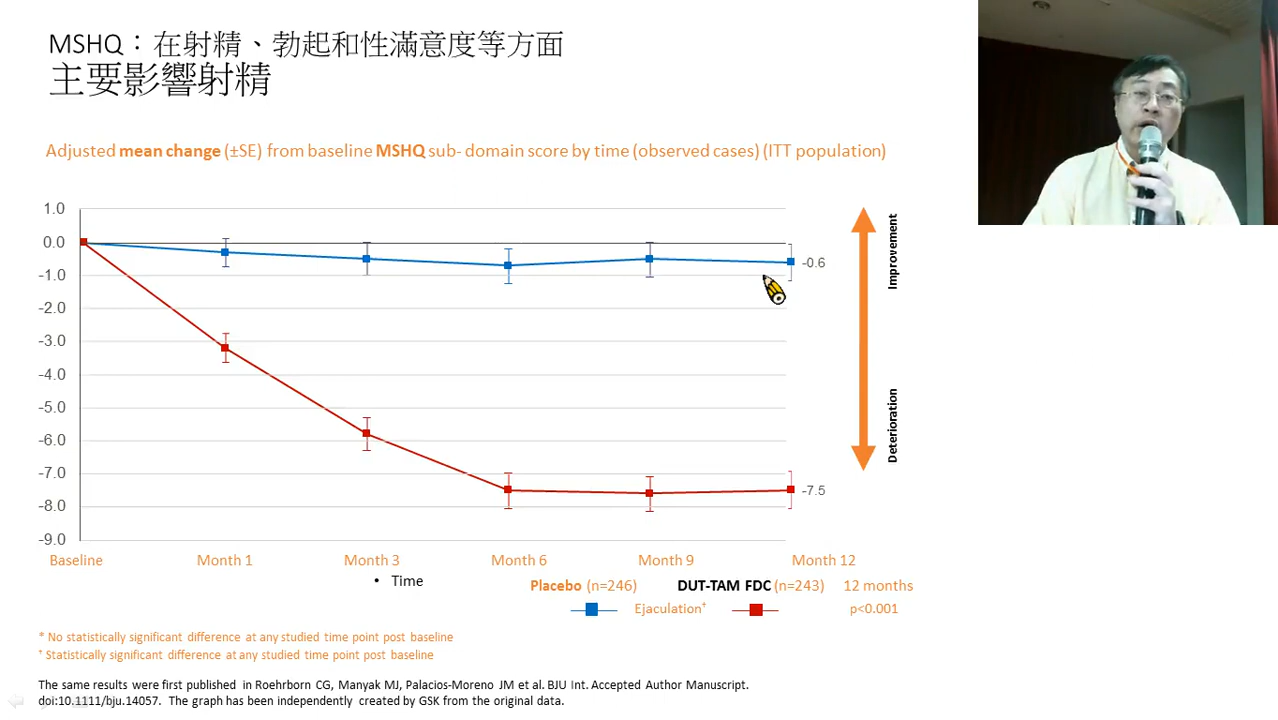 MSHQ：在射精、勃起和性滿意度等方面
主要影響射精
Adjusted mean change (±SE) from baseline MSHQ sub- domain score by time (observed cases) (ITT population)
1.0
0.0
-1.0
-2.0
-3.0
-4.0
-5.0
-6.0
-7.0
-8.0
-9.0
-0.6
-7.5
Improvement
Deterioration
Baseline Month 1 Month 3 Month 6 Month 9 Month 12
• Time
Placebo (n=246) DUT-TAM FDC (n=243) 12 months
Ejaculation† p<0.001
* No statistically significant difference at any studied time point post baseline
† Statistically significant difference at any studied time point post baseline
The same results were first published in Roehrborn CG, Manyak MJ, Palacios-Moreno JM et al. BJU Int. Accepted Author Manuscript.
doi:10.1111/bju.14057. The graph has been independently created by GSK from the original data.